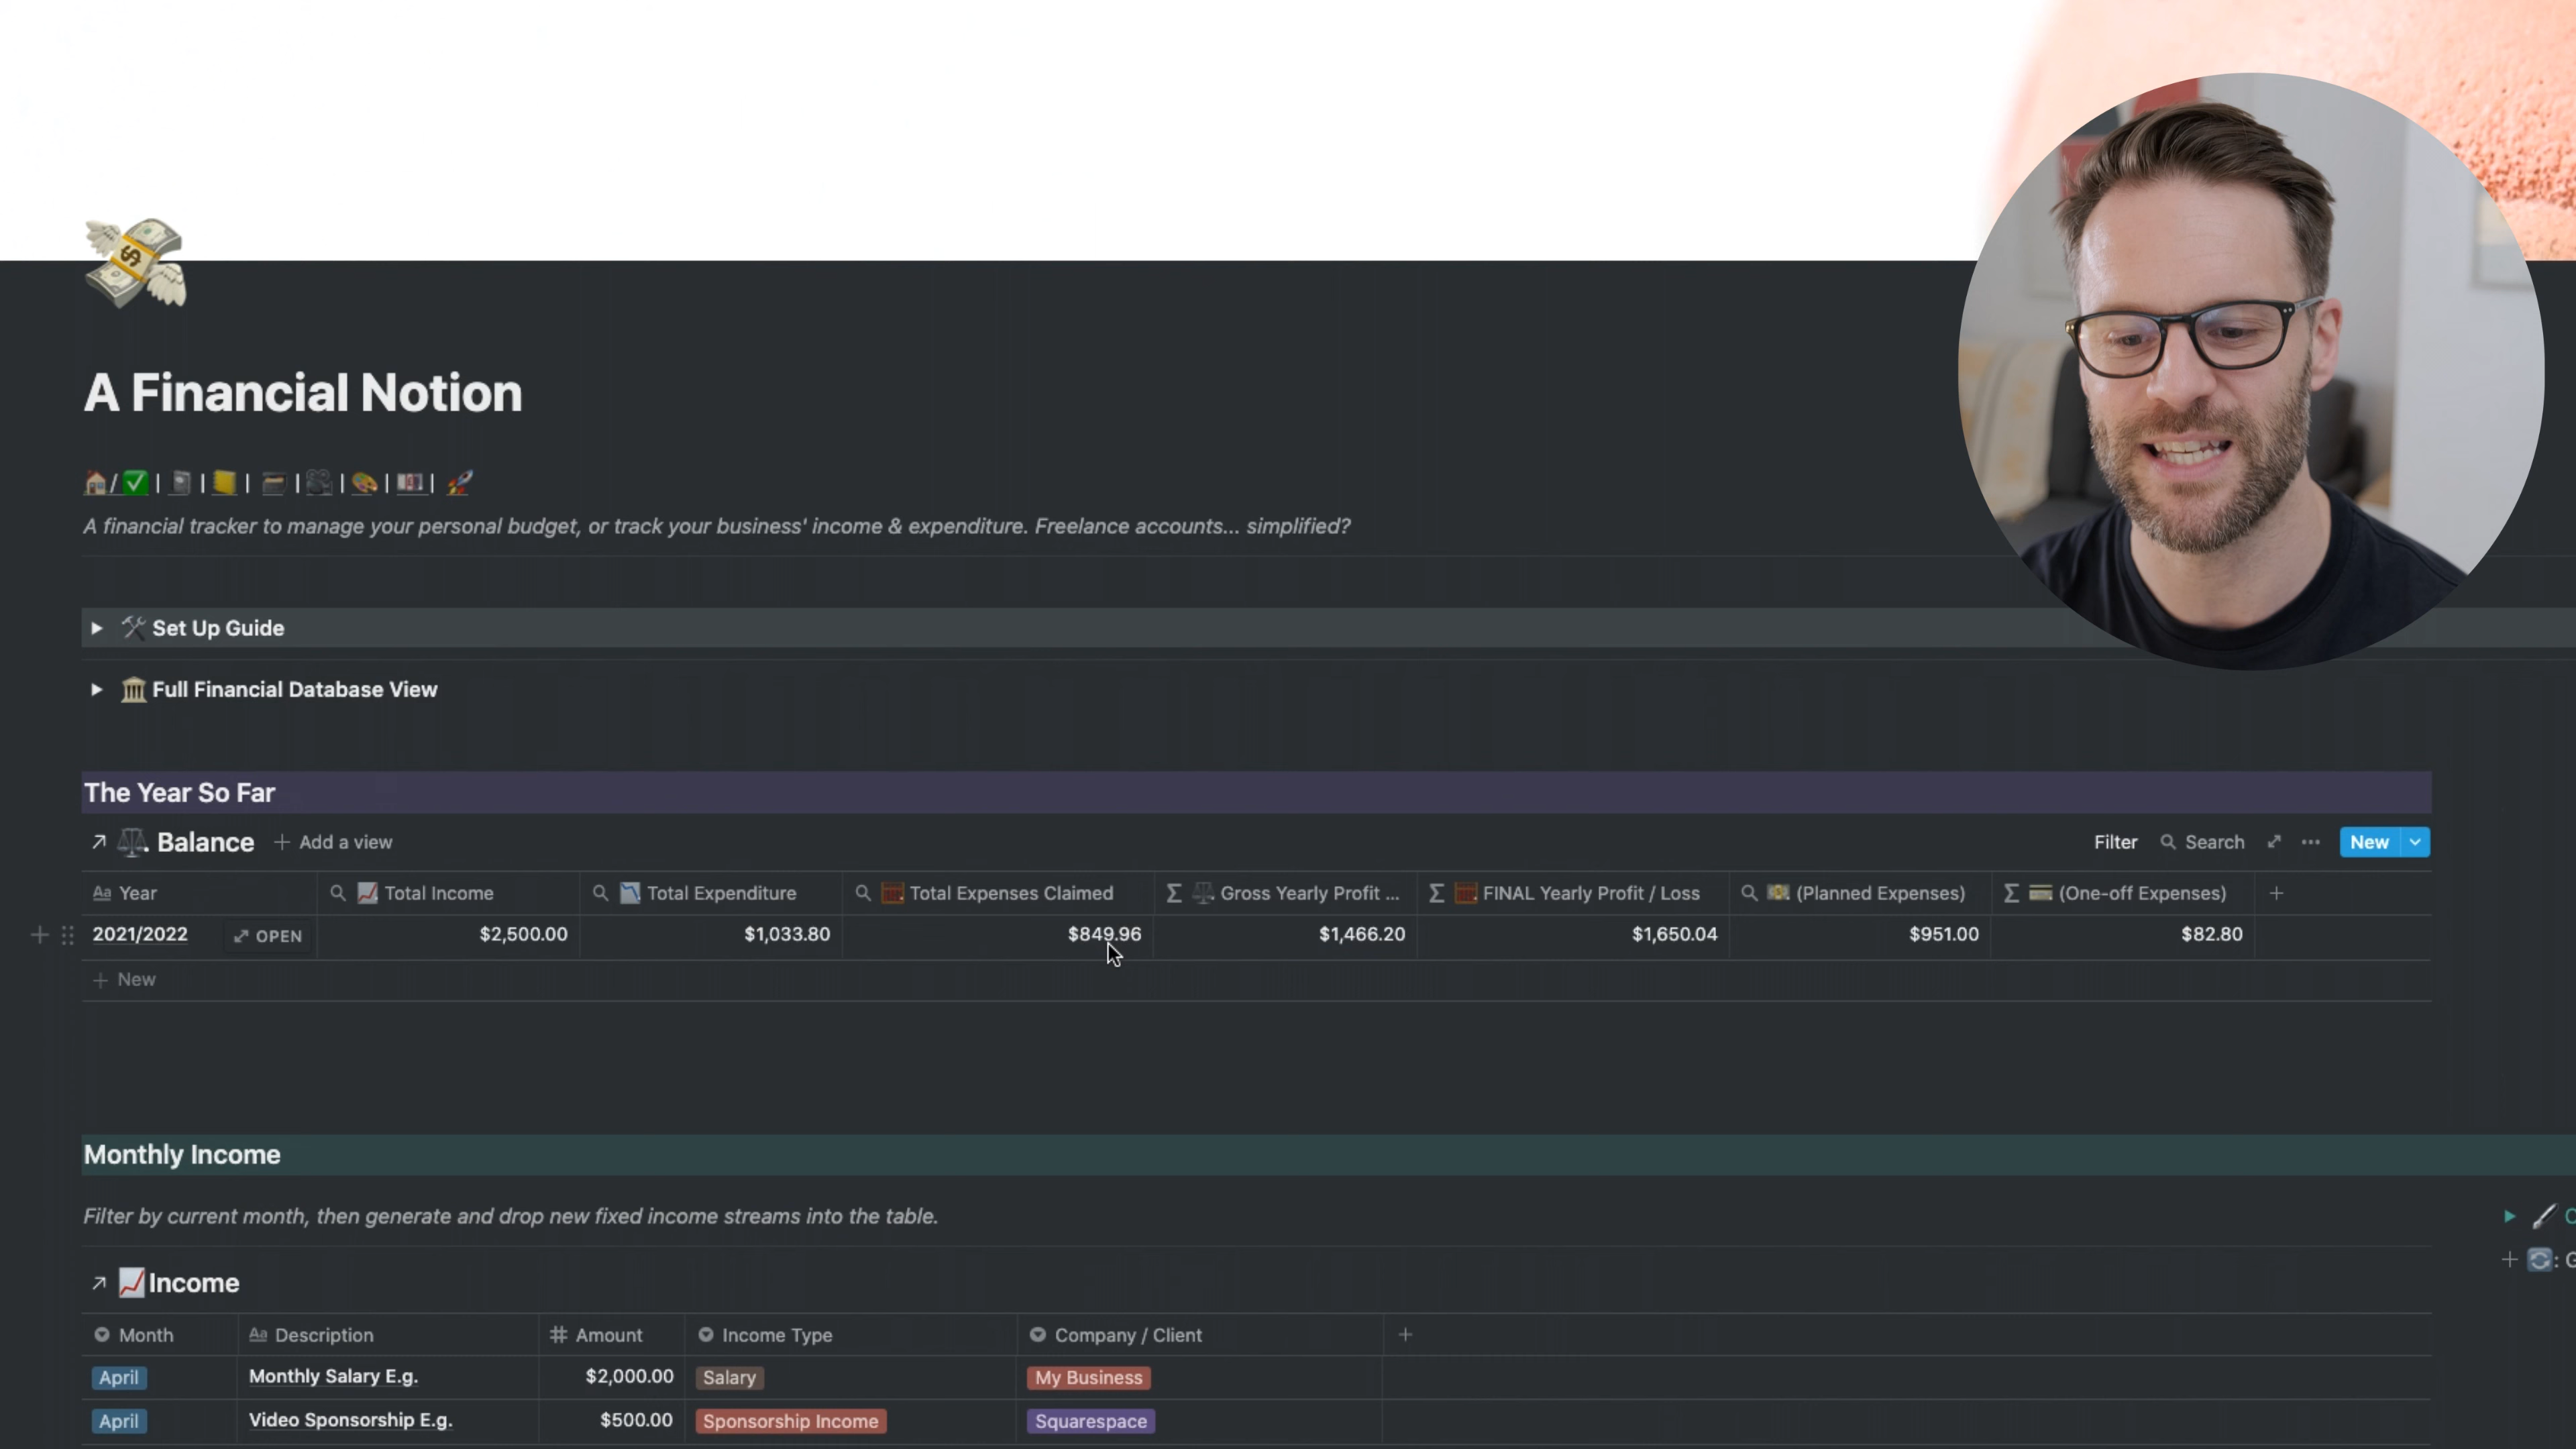 A Financial Notion
A financial tracker to manage your personal budget, or track your business' income & expenditure. Freelance accounts... simplified?
Set Up Guide
Full Financial Database View
The Year So Far
Balance + Add a view Filter Search ••• New
Aa Year Total Income Total Expenditure Total Expenses Claimed Σ Gross Yearly Profit ... Σ FINAL Yearly Profit / Loss (Planned Expenses) Σ (One-off Expenses) +
2021/2022 OPEN $2,500.00 $1,033.80 $849.96 $1,466.20 $1,650.04 $951.00 $82.80
+ New
Monthly Income
Filter by current month, then generate and drop new fixed income streams into the table.
Income
Month Aa Description # Amount Income Type Company / Client +
April Monthly Salary E.g. $2,000.00 Salary My Business
April Video Sponsorship E.g. $500.00 Sponsorship Income Squarespace